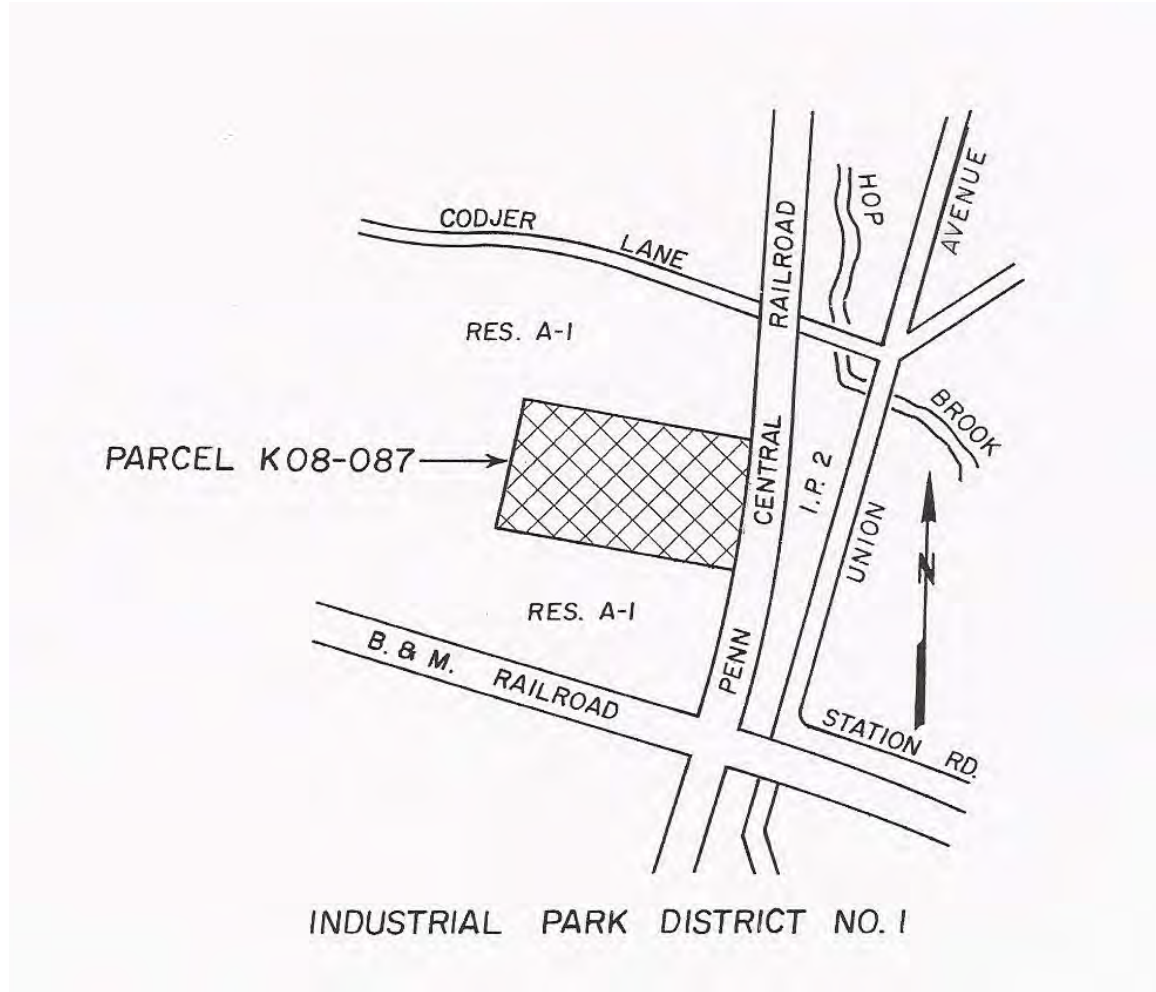 HOP
AVENUE
CODJER LANE
RAILROAD
RES. A-1
BROOK
PARCEL K08-087
CENTRAL
I.P. 2
UNION
N
RES. A-1
PENN
B. & M. RAILROAD
STATION RD.
INDUSTRIAL PARK DISTRICT NO. 1